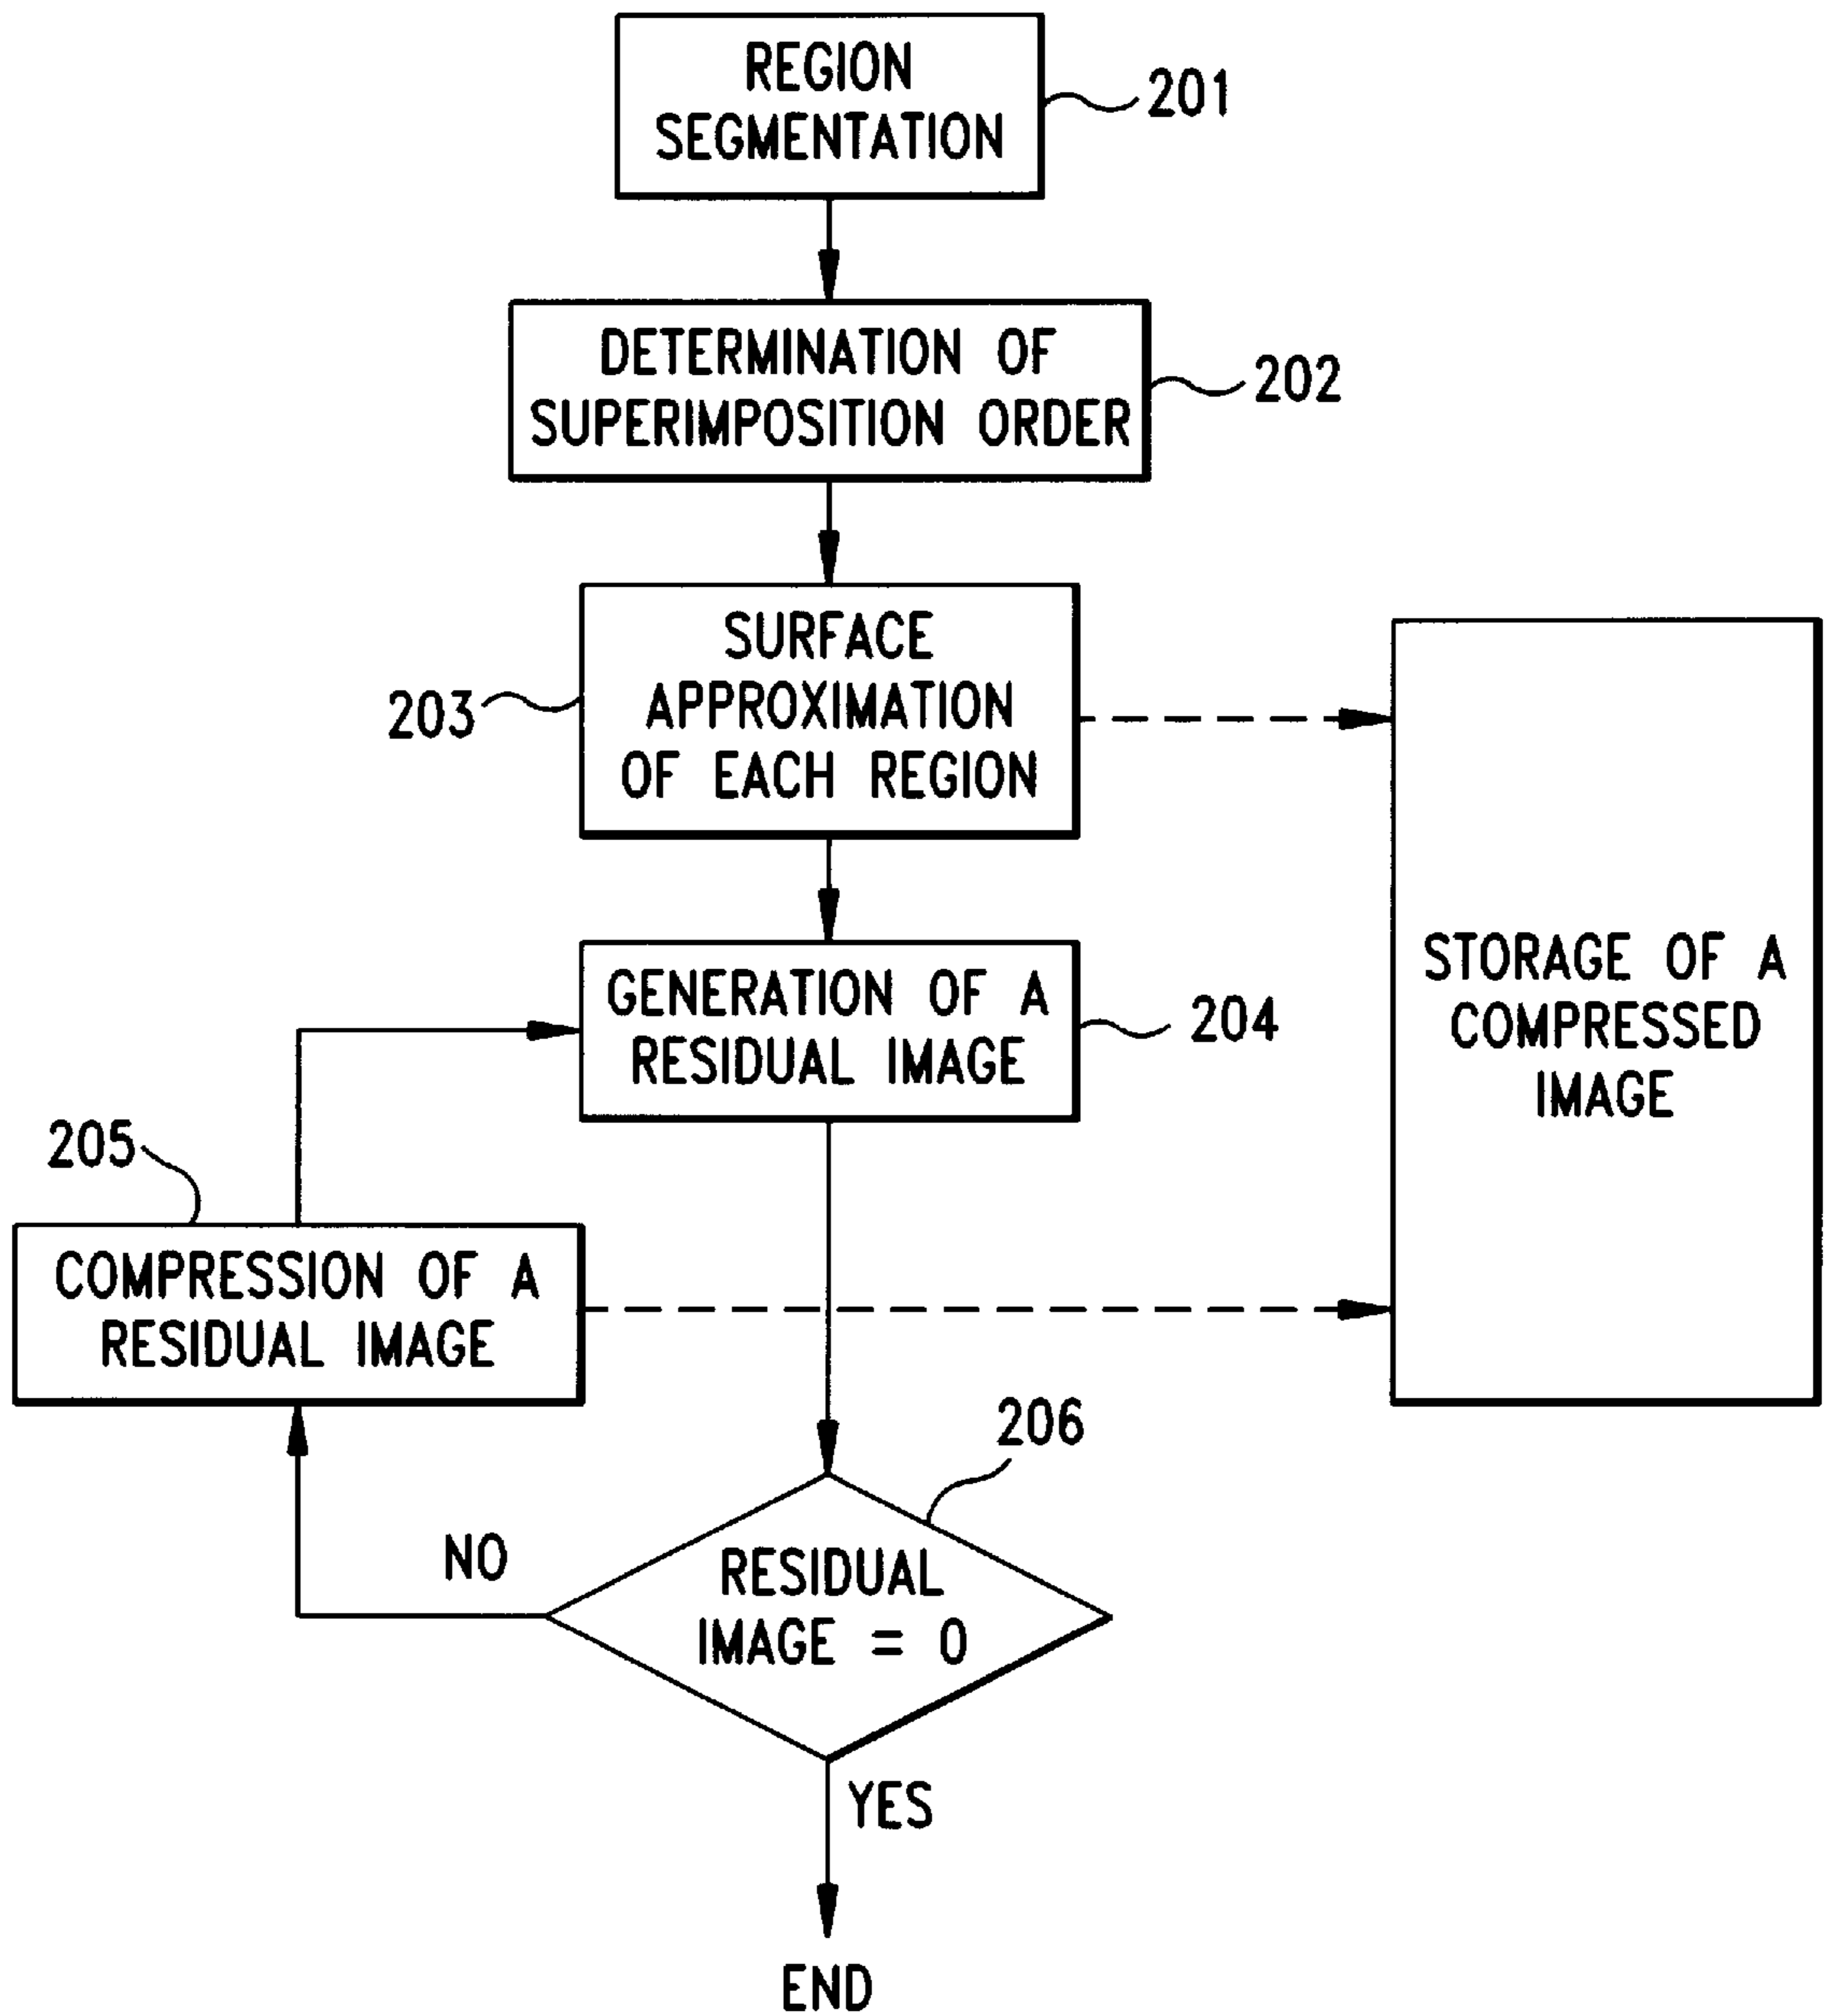 REGION
SEGMENTATION
201
DETERMINATION OF
SUPERIMPOSITION ORDER
202
SURFACE
APPROXIMATION
OF EACH REGION
203
GENERATION OF A
RESIDUAL IMAGE
204
STORAGE OF A
COMPRESSED
IMAGE
205
COMPRESSION OF A
RESIDUAL IMAGE
206
RESIDUAL
IMAGE = 0
NO
YES
END